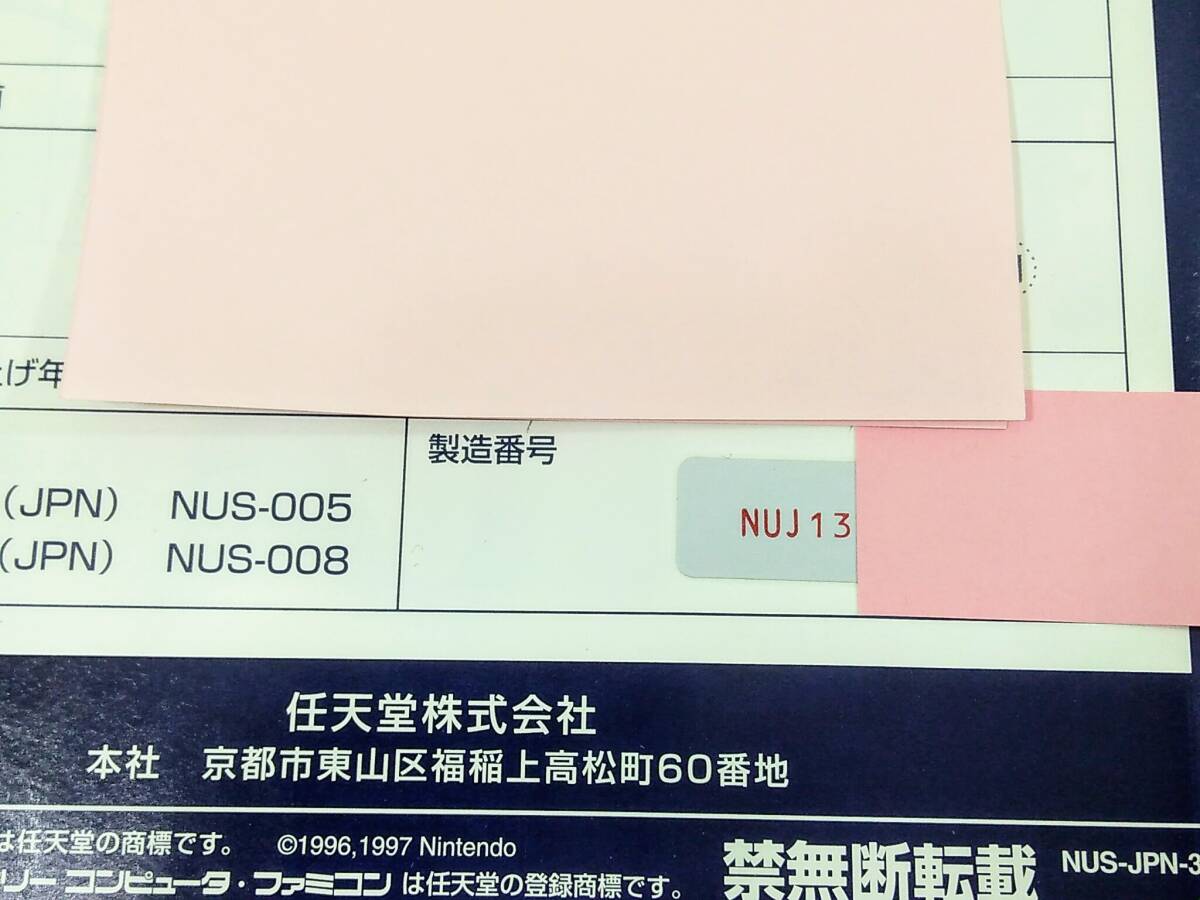 上げ年
製造番号
(JPN) NUS-005
(JPN) NUS-008
NUJ13
任天堂株式会社
本社 京都市東山区福稲上高松町60番地
は任天堂の商標です。 ©1996,1997 Nintendo
リー コンピュータ・ファミコン は任天堂の登録商標です。
禁無断転載
NUS-JPN-3